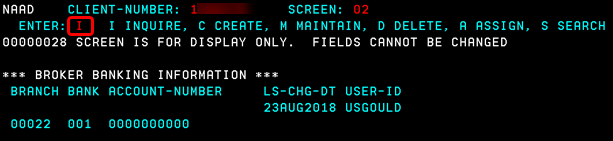 NAAD CLIENT-NUMBER: 1 SCREEN: 02
ENTER: I I INQUIRE, C CREATE, M MAINTAIN, D DELETE, A ASSIGN, S SEARCH
00000028 SCREEN IS FOR DISPLAY ONLY. FIELDS CANNOT BE CHANGED
*** BROKER BANKING INFORMATION ***
BRANCH BANK ACCOUNT-NUMBER LS-CHG-DT USER-ID
23AUG2018 USGOULD
00022 001 0000000000